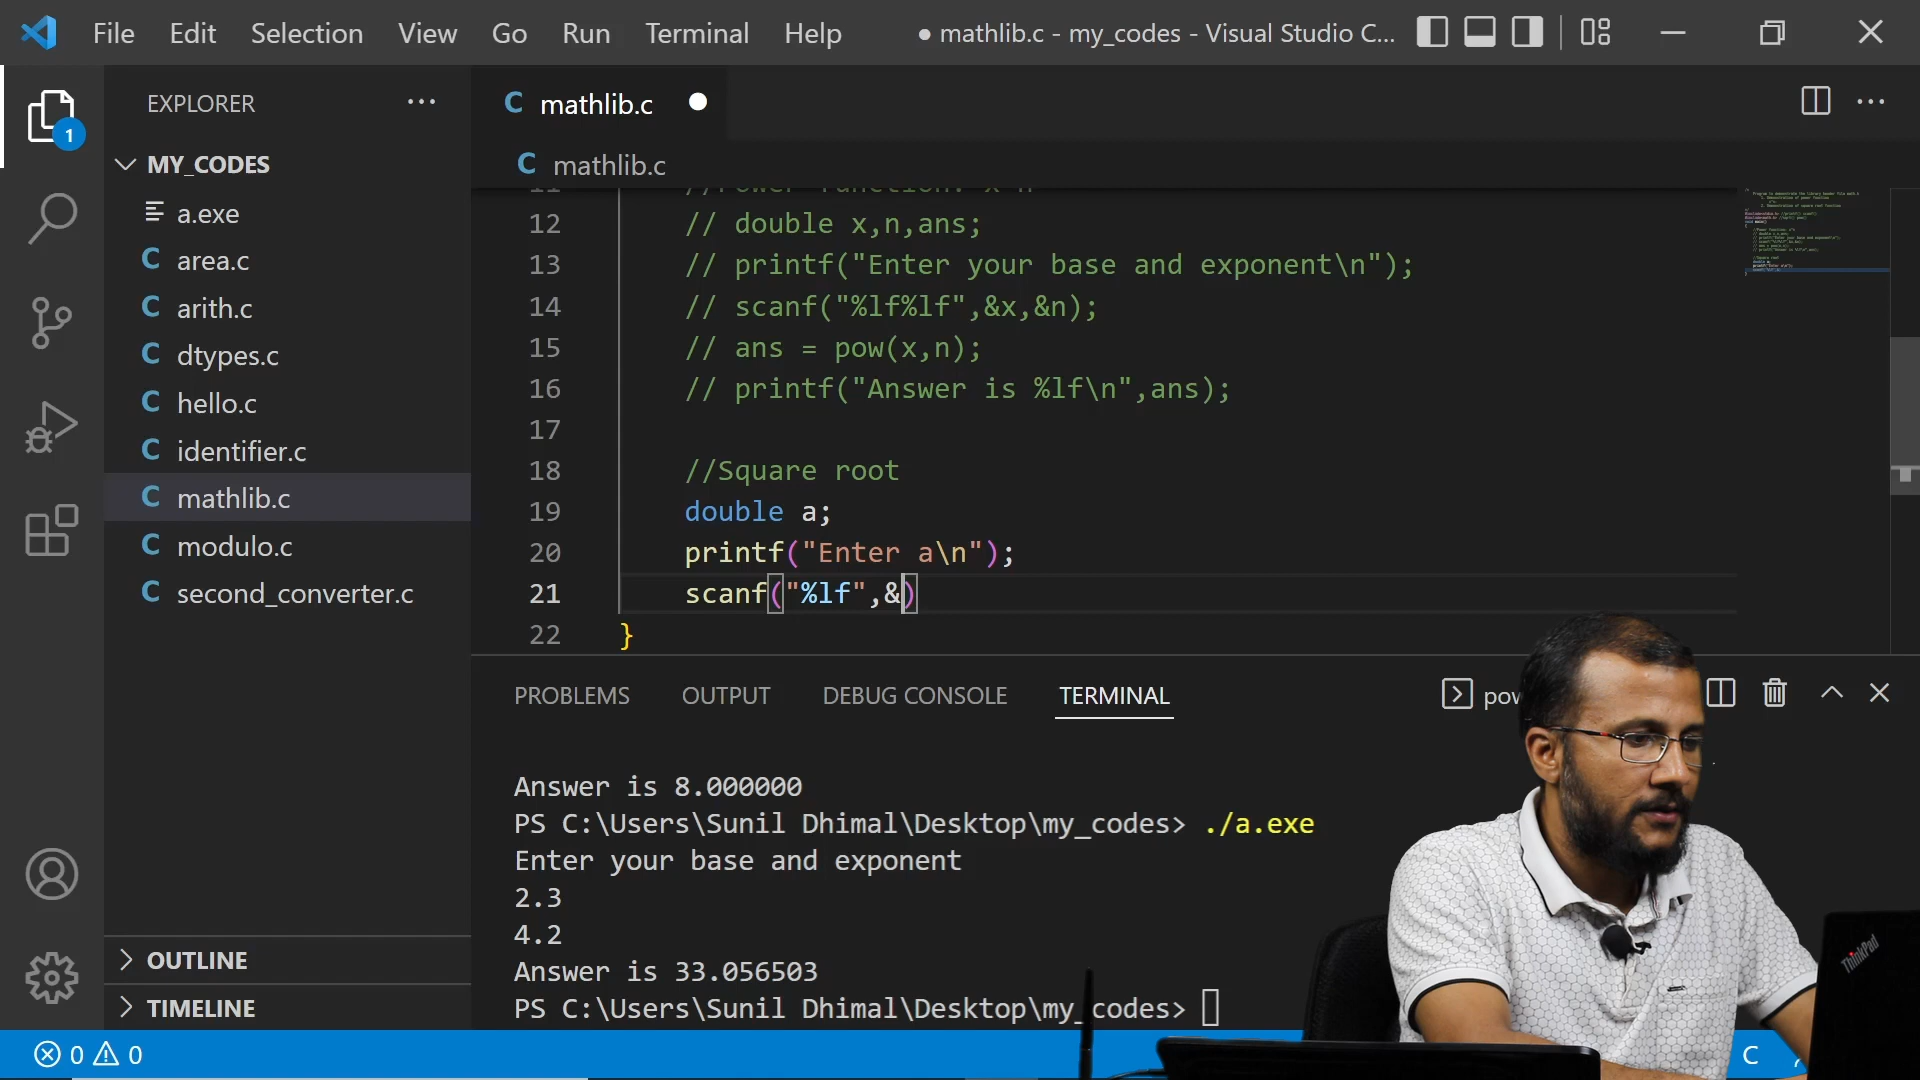 File Edit Selection View Go Run Terminal Help ● mathlib.c - my_codes - Visual Studio C...
EXPLORER
1
MY_CODES
a.exe
C area.c
C arith.c
C dtypes.c
C hello.c
C identifier.c
C mathlib.c
C modulo.c
C second_converter.c
OUTLINE
TIMELINE
C mathlib.c
C mathlib.c
12 // double x,n,ans;
13 // printf("Enter your base and exponent\n");
14 // scanf("%lf%lf",&x,&n);
15 // ans = pow(x,n);
16 // printf("Answer is %lf\n",ans);
17
18 //Square root
19 double a;
20 printf("Enter a\n");
21 scanf("%lf",&)
22 }
PROBLEMS OUTPUT DEBUG CONSOLE TERMINAL
Answer is 8.000000
PS C:\Users\Sunil Dhimal\Desktop\my_codes> ./a.exe
Enter your base and exponent
2.3
4.2
Answer is 33.056503
PS C:\Users\Sunil Dhimal\Desktop\my_codes>
ThinkPad
0 0
C